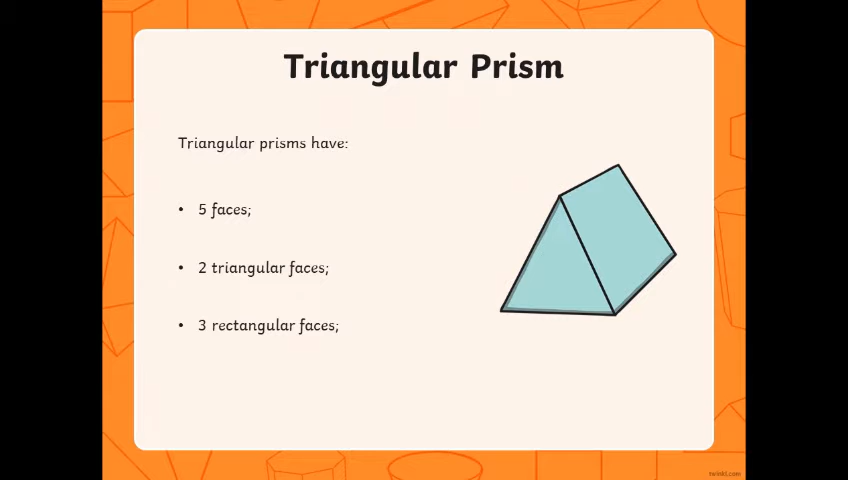 Triangular Prism
Triangular prisms have:
• 5 faces;
• 2 triangular faces;
• 3 rectangular faces;
twinkl.com